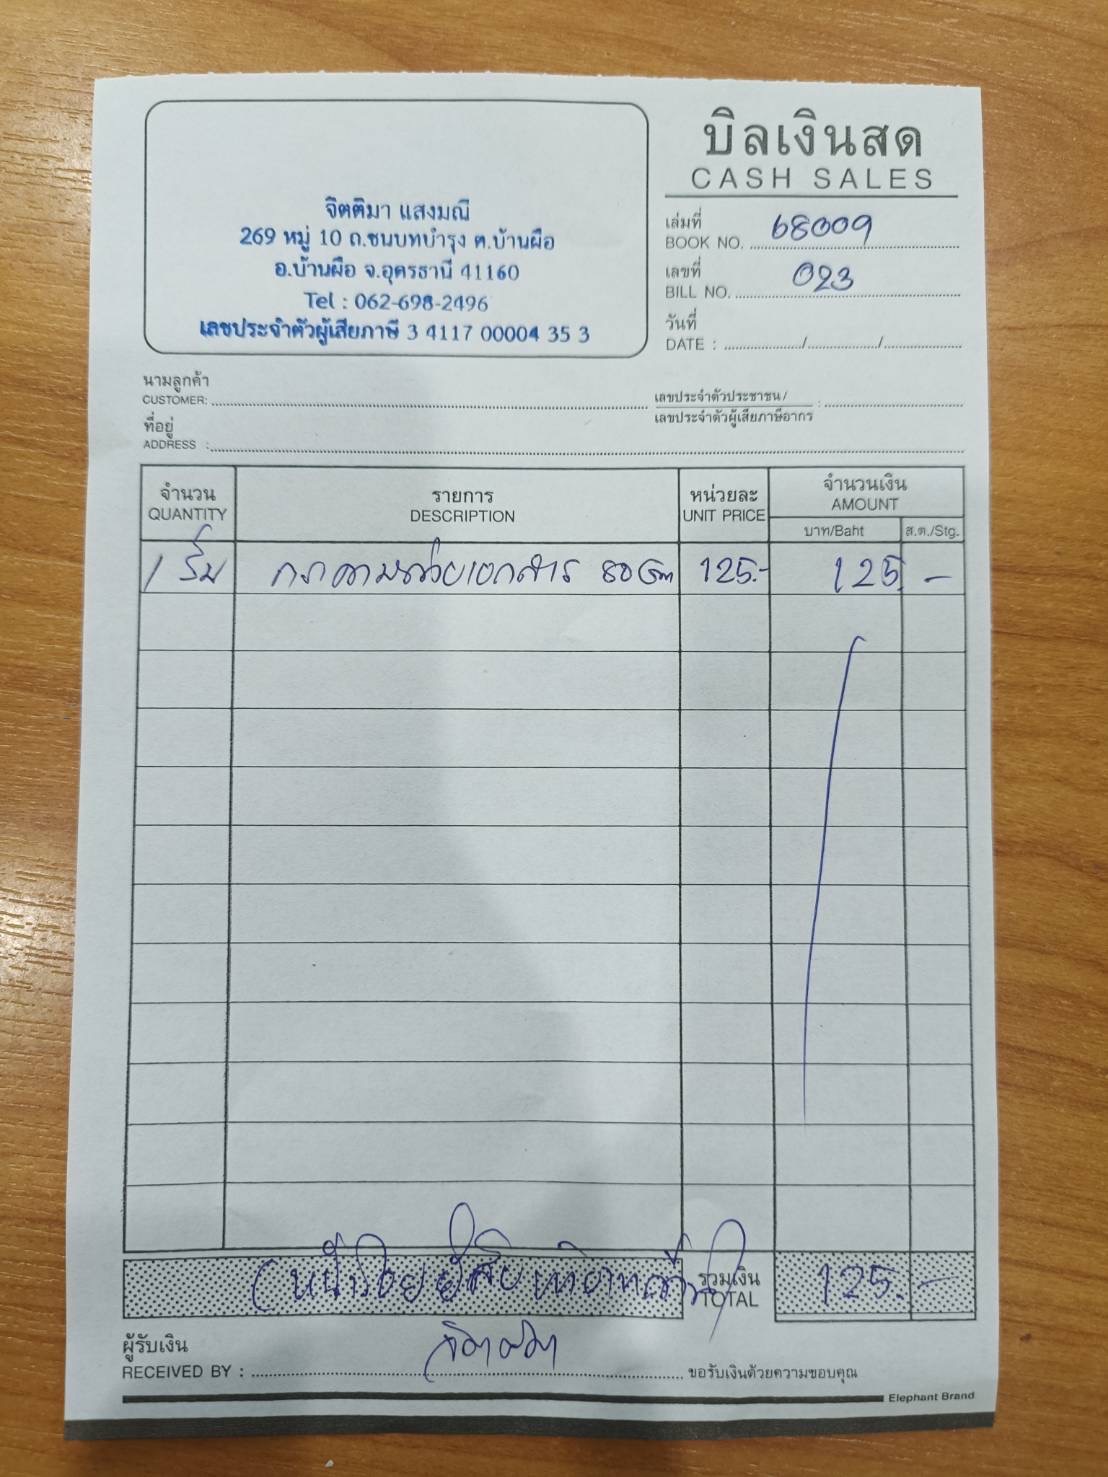 บิลเงินสด
CASH SALES
จิตติมา แสงมณี
269 หมู่ 10 ถ.ชนบทบำรุง ต.บ้านผือ
อ.บ้านผือ จ.อุดรธานี 41160
Tel : 062-698-2496
เลขประจำตัวผู้เสียภาษี 3 4117 00004 35 3
เล่มที่
BOOK NO. 68009
เลขที่
BILL NO. 023
วันที่
DATE : / /
นามลูกค้า
CUSTOMER:
เลขประจำตัวประชาชน/
เลขประจำตัวผู้เสียภาษีอากร :
ที่อยู่
ADDRESS :
จำนวน รายการ หน่วยละ จำนวนเงิน
QUANTITY DESCRIPTION UNIT PRICE AMOUNT
บาท/Baht ส.ต./Stg.
1 รีม กระดาษถ่ายเอกสาร 80 Gm 125.- 125.-
(หนึ่งร้อยยี่สิบห้าบาทถ้วน) รวมเงิน 125.-
TOTAL
ผู้รับเงิน
RECEIVED BY : จิตติมา ขอรับเงินด้วยความขอบคุณ
Elephant Brand